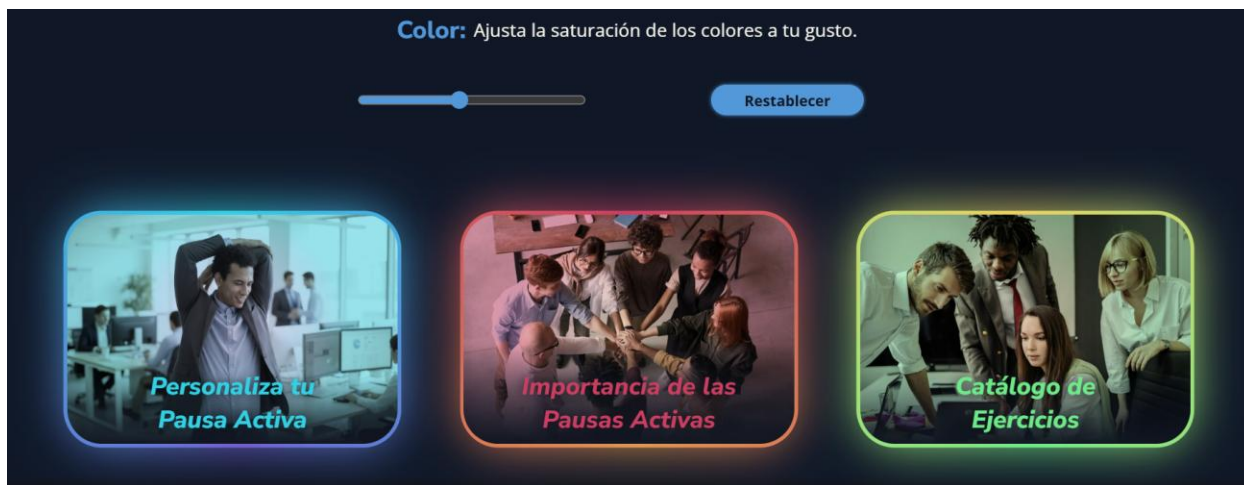 Color: Ajusta la saturación de los colores a tu gusto.
Restablecer
Personaliza tu
Pausa Activa
Importancia de las
Pausas Activas
Catálogo de
Ejercicios